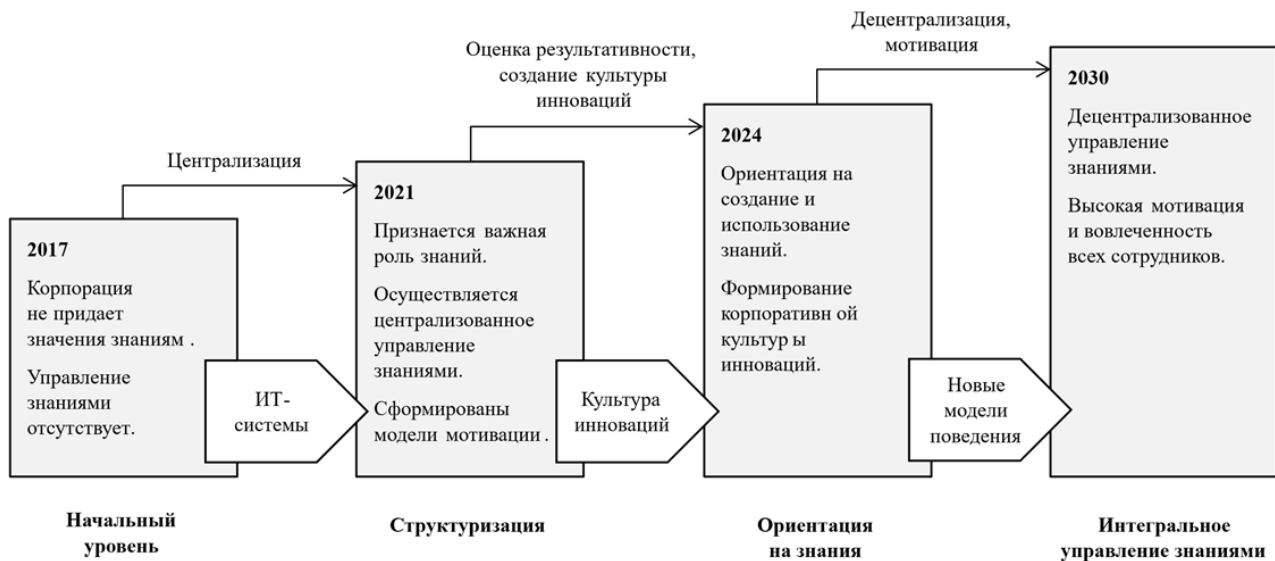 Децентрализация,
мотивация
Оценка результативности,
создание культуры
инноваций
Централизация
2017
Корпорация
не придает
значения знаниям .
Управление
знаниями
отсутствует.
ИТ-
системы
2021
Признается важная
роль знаний.
Осуществляется
централизованное
управление
знаниями.
Сформированы
модели мотивации .
Культура
инноваций
2024
Ориентация на
создание и
использование
знаний.
Формирование
корпоративн ой
культур ы
инноваций.
Новые
модели
поведения
2030
Децентрализованное
управление
знаниями.
Высокая мотивация
и вовлеченность
всех сотрудников.
Начальный
уровень
Структуризация
Ориентация
на знания
Интегральное
управление знаниями